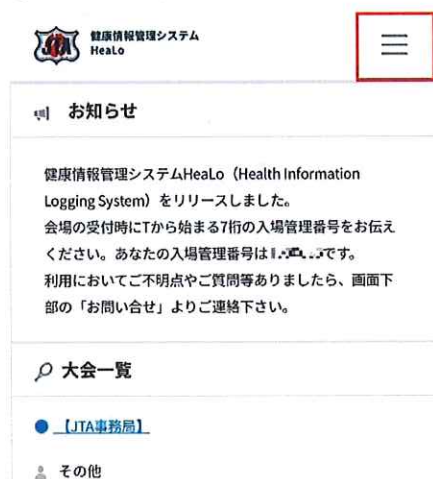 JTA
健康情報管理システム
HeaLo
お知らせ
健康情報管理システムHeaLo（Health Information
Logging System）をリリースしました。
会場の受付時にTから始まる7桁の入場管理番号をお伝え
ください。あなたの入場管理番号は です。
利用においてご不明点やご質問等ありましたら、画面下
部の「お問い合せ」よりご連絡下さい。
大会一覧
【JTA事務局】
その他